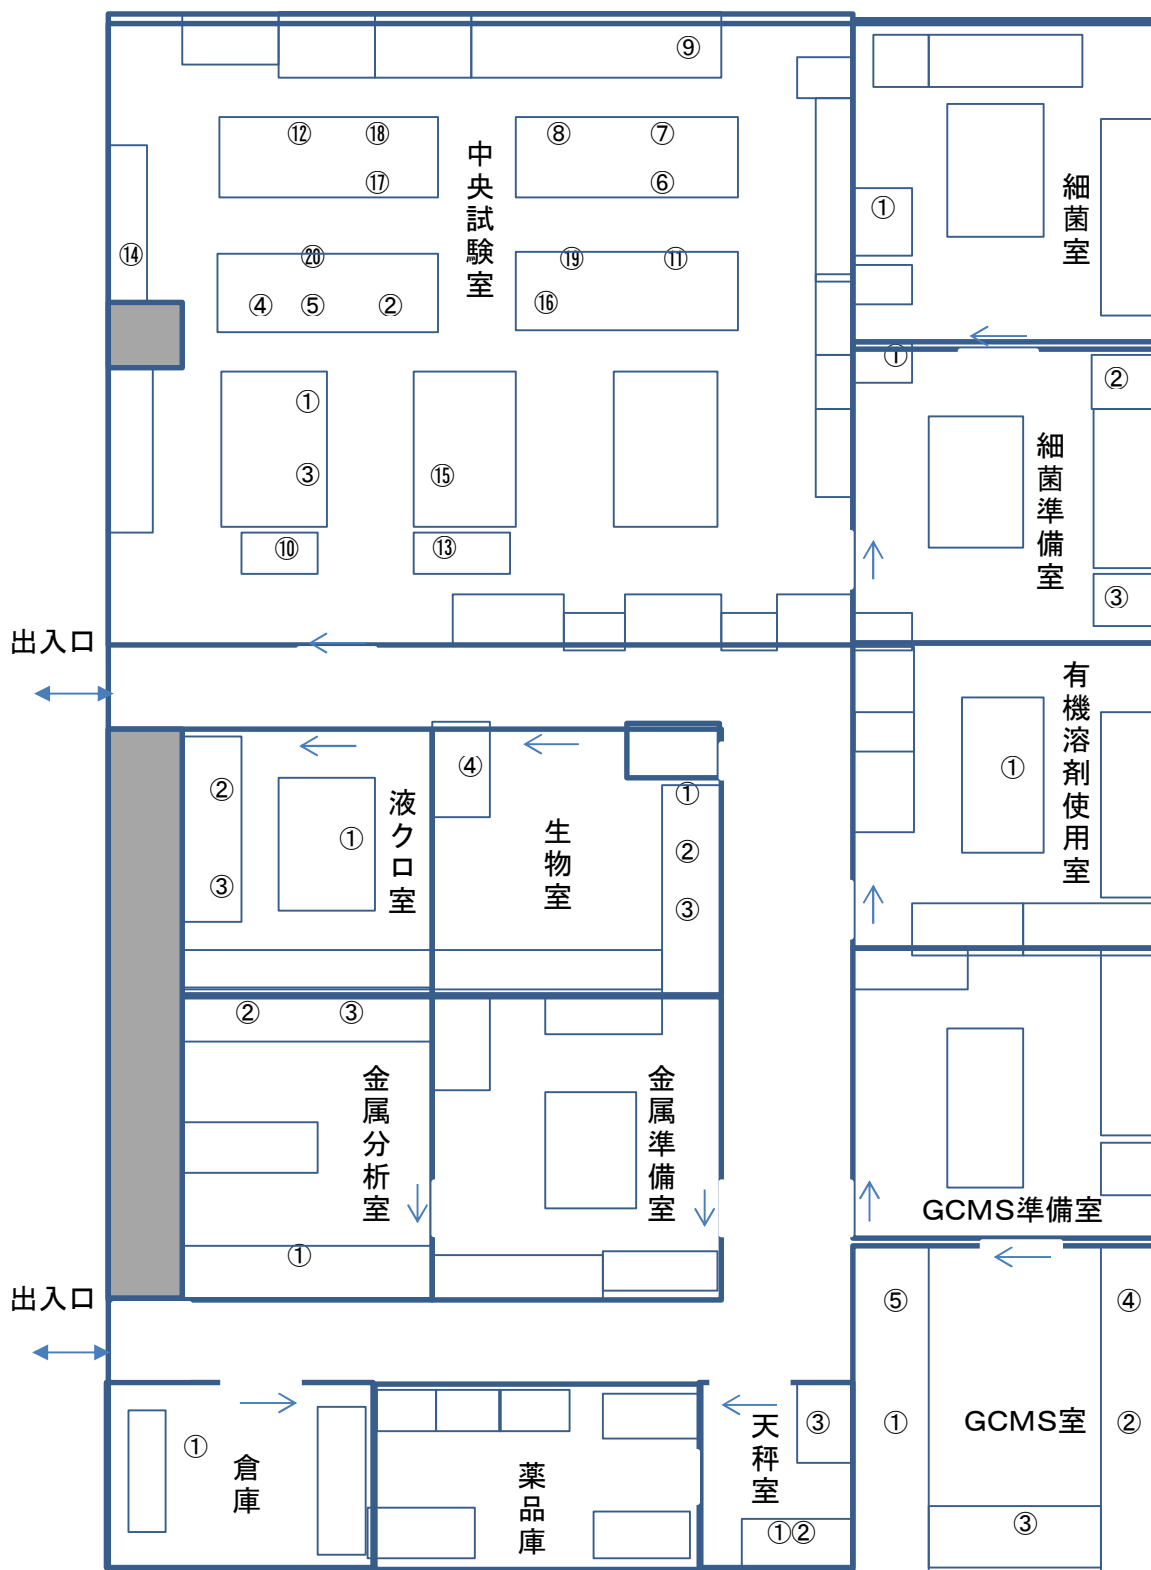 ⑨
⑫ ⑱
⑧ ⑦
⑰
⑥
中央試験室
⑭
⑳
⑲ ⑪
④ ⑤ ②
⑯
①
③
⑮
⑩
⑬
①
細菌室
①
②
細菌準備室
③
出入口
有機溶剤使用室
①
②
①
③
液クロ室
④
生物室
①
②
③
② ③
金属分析室
①
金属準備室
GCMS準備室
出入口
⑤ ④
① GCMS室 ②
③
①
倉庫
薬品庫
天秤室
③
①②